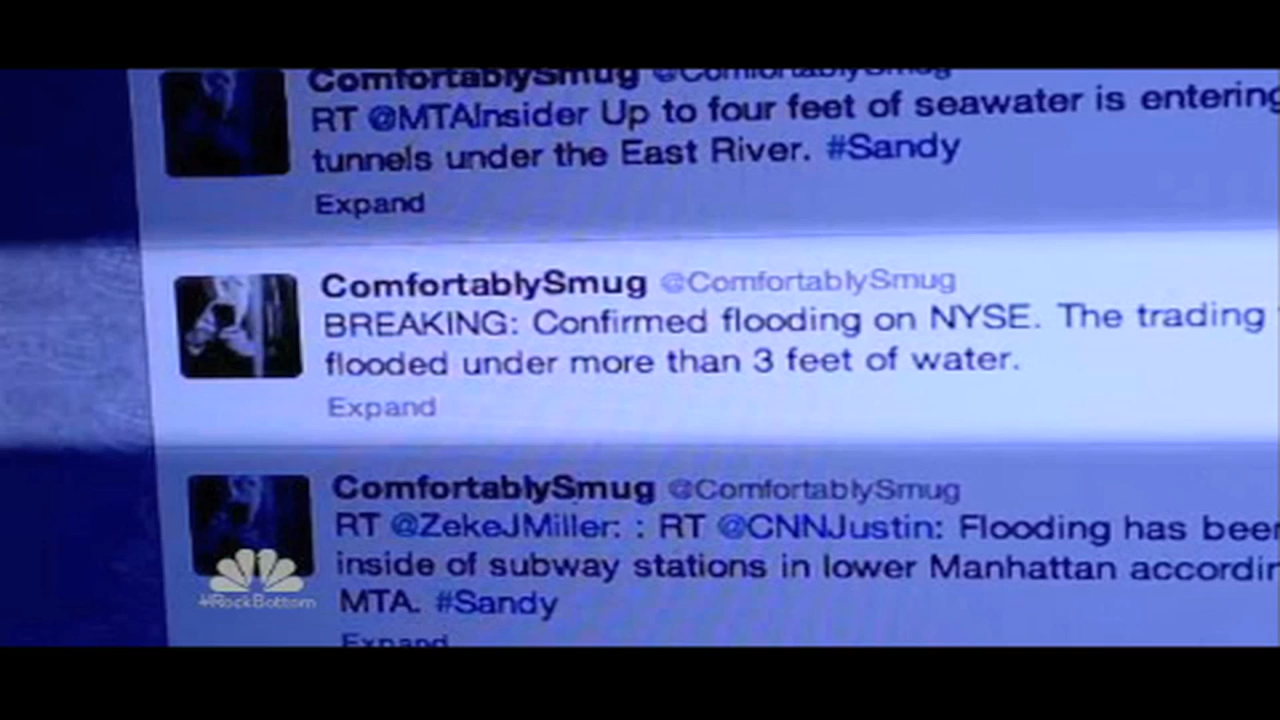 ComfortablySmug @ComfortablySmug
RT @MTAInsider Up to four feet of seawater is entering
tunnels under the East River. #Sandy
Expand
ComfortablySmug @ComfortablySmug
BREAKING: Confirmed flooding on NYSE. The trading
flooded under more than 3 feet of water.
Expand
ComfortablySmug @ComfortablySmug
RT @ZekeJMiller: : RT @CNNJustin: Flooding has been
inside of subway stations in lower Manhattan accordin
MTA. #Sandy
Expand
#RockBottom